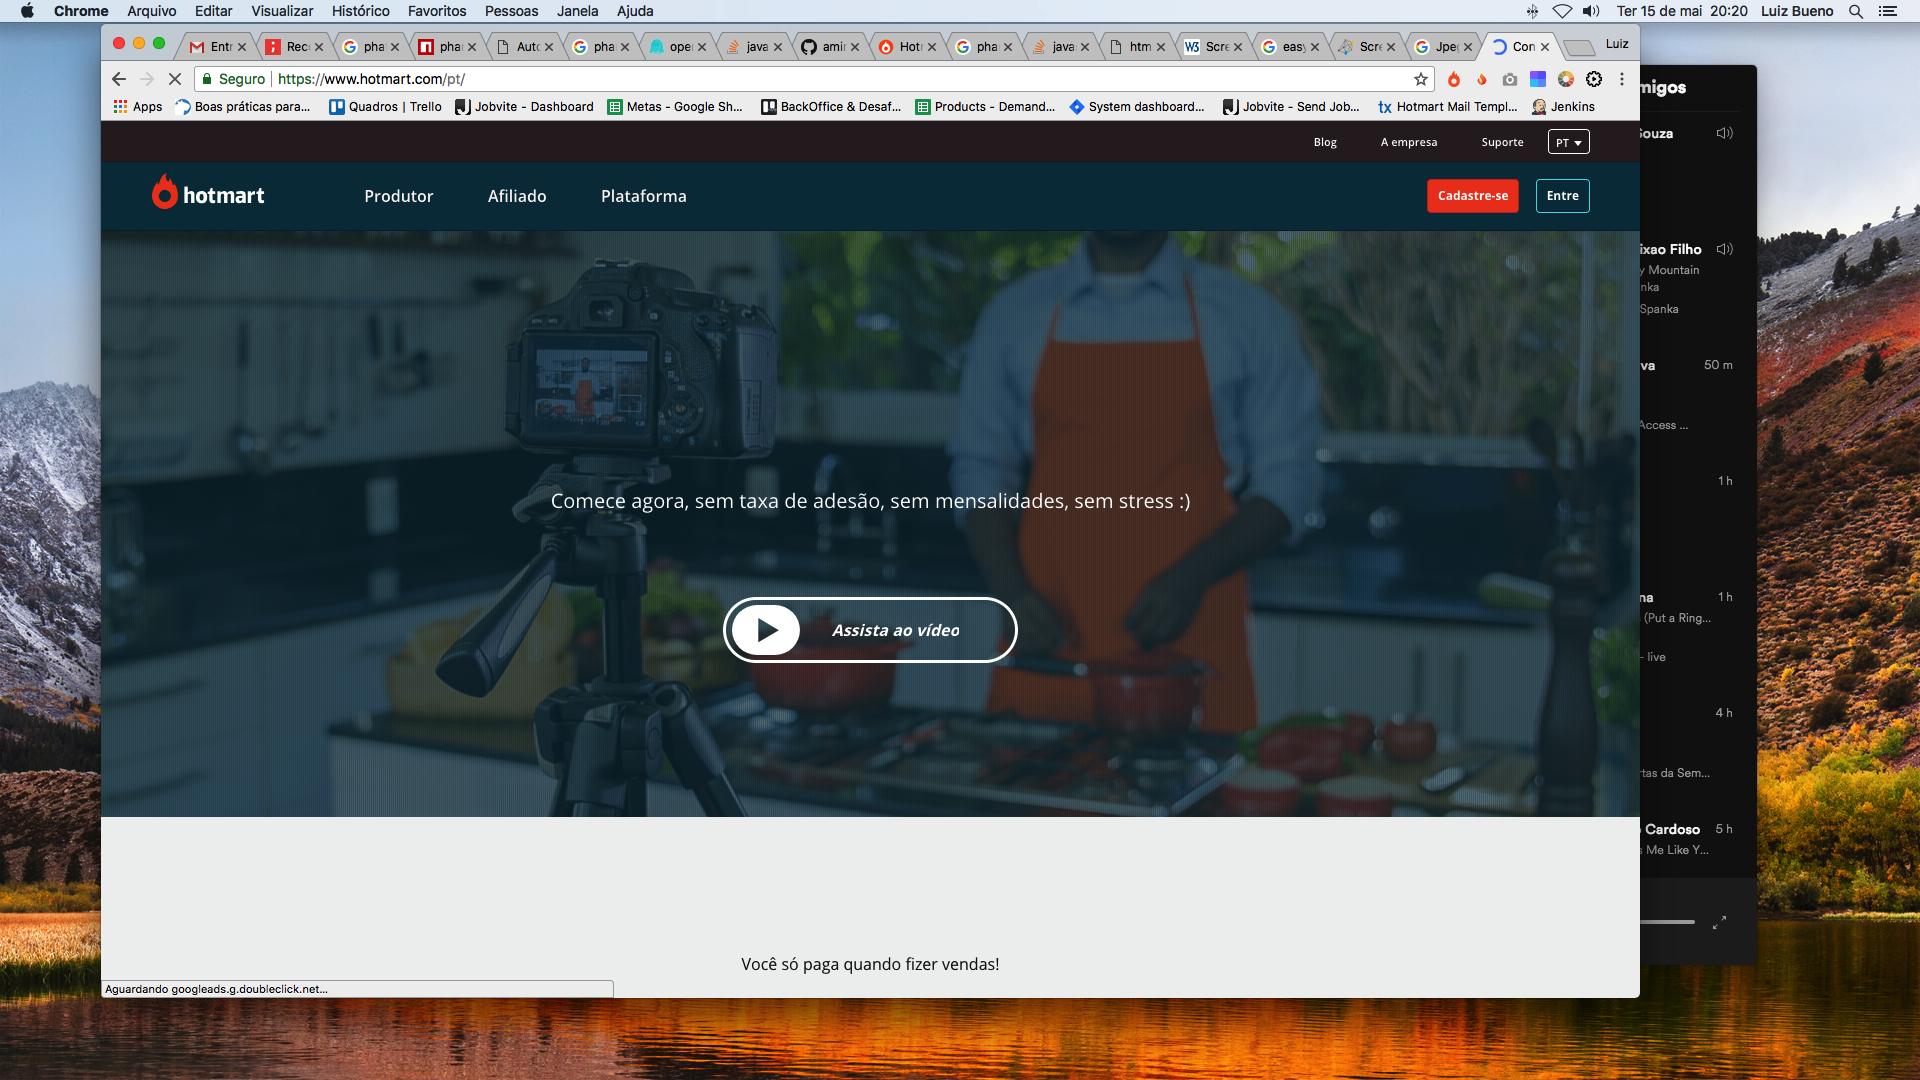 Chrome Arquivo Editar Visualizar Histórico Favoritos Pessoas Janela Ajuda Ter 15 de mai 20:20 Luiz Bueno
Entr Rec pha pha Auto pha ope java amir Hotr pha java htm Scre easy Scre Jpe Con Luiz
Seguro https://www.hotmart.com/pt/
Apps Boas práticas para... Quadros | Trello Jobvite - Dashboard Metas - Google Sh... BackOffice & Desaf... Products - Demand... System dashboard... Jobvite - Send Job... tx Hotmart Mail Templ... Jenkins
Blog A empresa Suporte PT
hotmart Produtor Afiliado Plataforma Cadastre-se Entre
Comece agora, sem taxa de adesão, sem mensalidades, sem stress :)
Assista ao vídeo
Você só paga quando fizer vendas!
Aguardando googleads.g.doubleclick.net...
migos
Souza
ixao Filho
y Mountain
nka
Spanka
va 50 m
Access ...
1 h
na 1 h
(Put a Ring...
- live
4 h
rtas da Sem...
Cardoso 5 h
s Me Like Y...